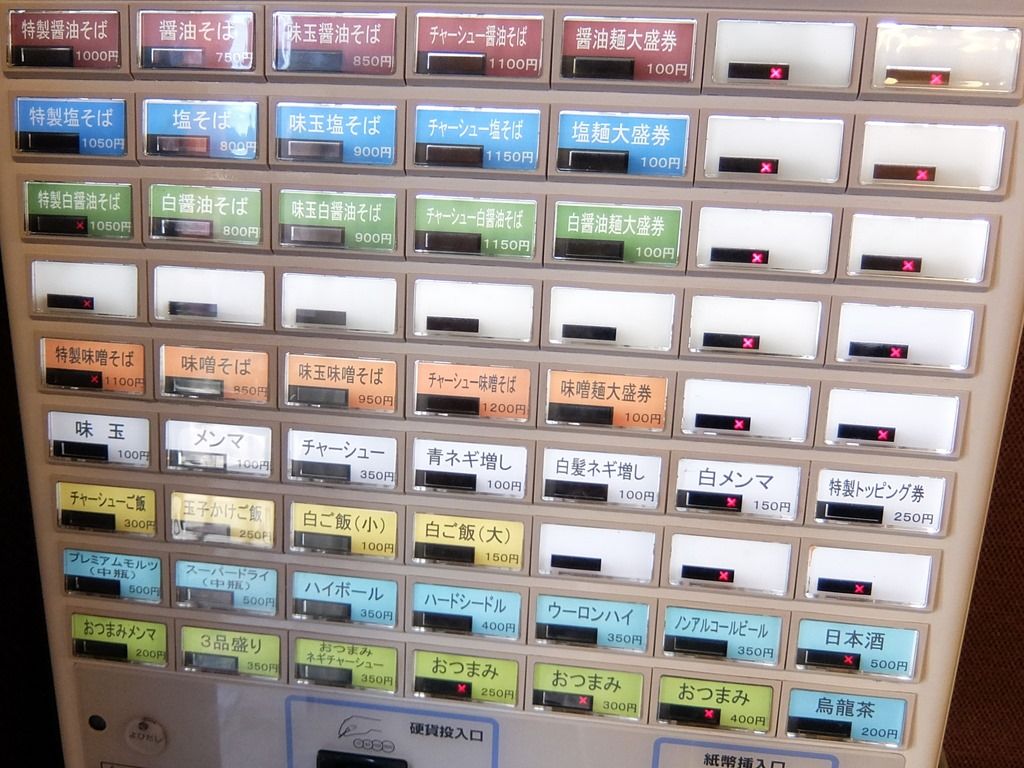 特製醤油そば 1000円
醤油そば 750円
味玉醤油そば 850円
チャーシュー醤油そば 1100円
醤油麺大盛券 100円
特製塩そば 1050円
塩そば 800円
味玉塩そば 900円
チャーシュー塩そば 1150円
塩麺大盛券 100円
特製白醤油そば 1050円
白醤油そば 800円
味玉白醤油そば 900円
チャーシュー白醤油そば 1150円
白醤油麺大盛券 100円
特製味噌そば 1100円
味噌そば 850円
味玉味噌そば 950円
チャーシュー味噌そば 1200円
味噌麺大盛券 100円
味 玉 100円
メンマ 100円
チャーシュー 350円
青ネギ増し 100円
白髪ネギ増し 100円
白メンマ 150円
特製トッピング券 250円
チャーシューご飯 300円
玉子かけご飯 250円
白ご飯(小) 100円
白ご飯(大) 150円
プレミアムモルツ
(中瓶) 500円
スーパードライ
(中瓶) 500円
ハイボール 350円
ハードシードル 400円
ウーロンハイ 350円
ノンアルコールビール 350円
日本酒 500円
おつまみメンマ 200円
3品盛り 350円
おつまみ
ネギチャーシュー 350円
おつまみ 250円
おつまみ 300円
おつまみ 400円
烏龍茶 200円
よびだし
硬貨投入口
紙幣挿入口